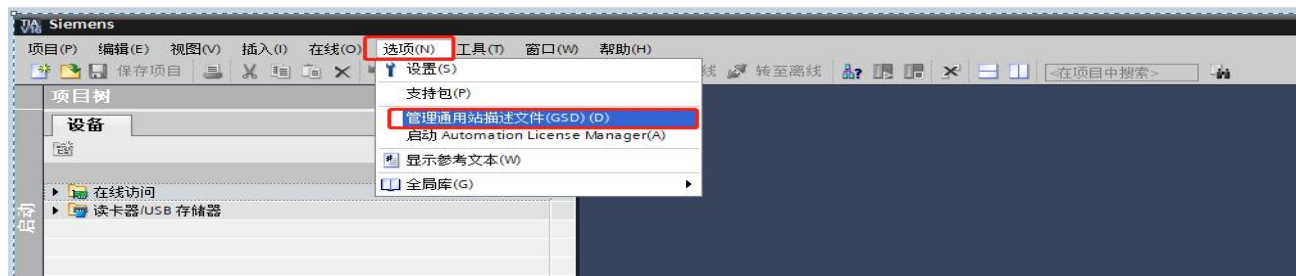 TIA V16 Siemens
项目(P) 编辑(E) 视图(V) 插入(I) 在线(O) 选项(N) 工具(T) 窗口(W) 帮助(H)
保存项目 线 转至离线 <在项目中搜索>
设置(S)
支持包(P)
管理通用站描述文件(GSD) (D)
启动 Automation License Manager(A)
显示参考文本(W)
全局库(G)
项目树
设备
在线访问
读卡器/USB 存储器
启动